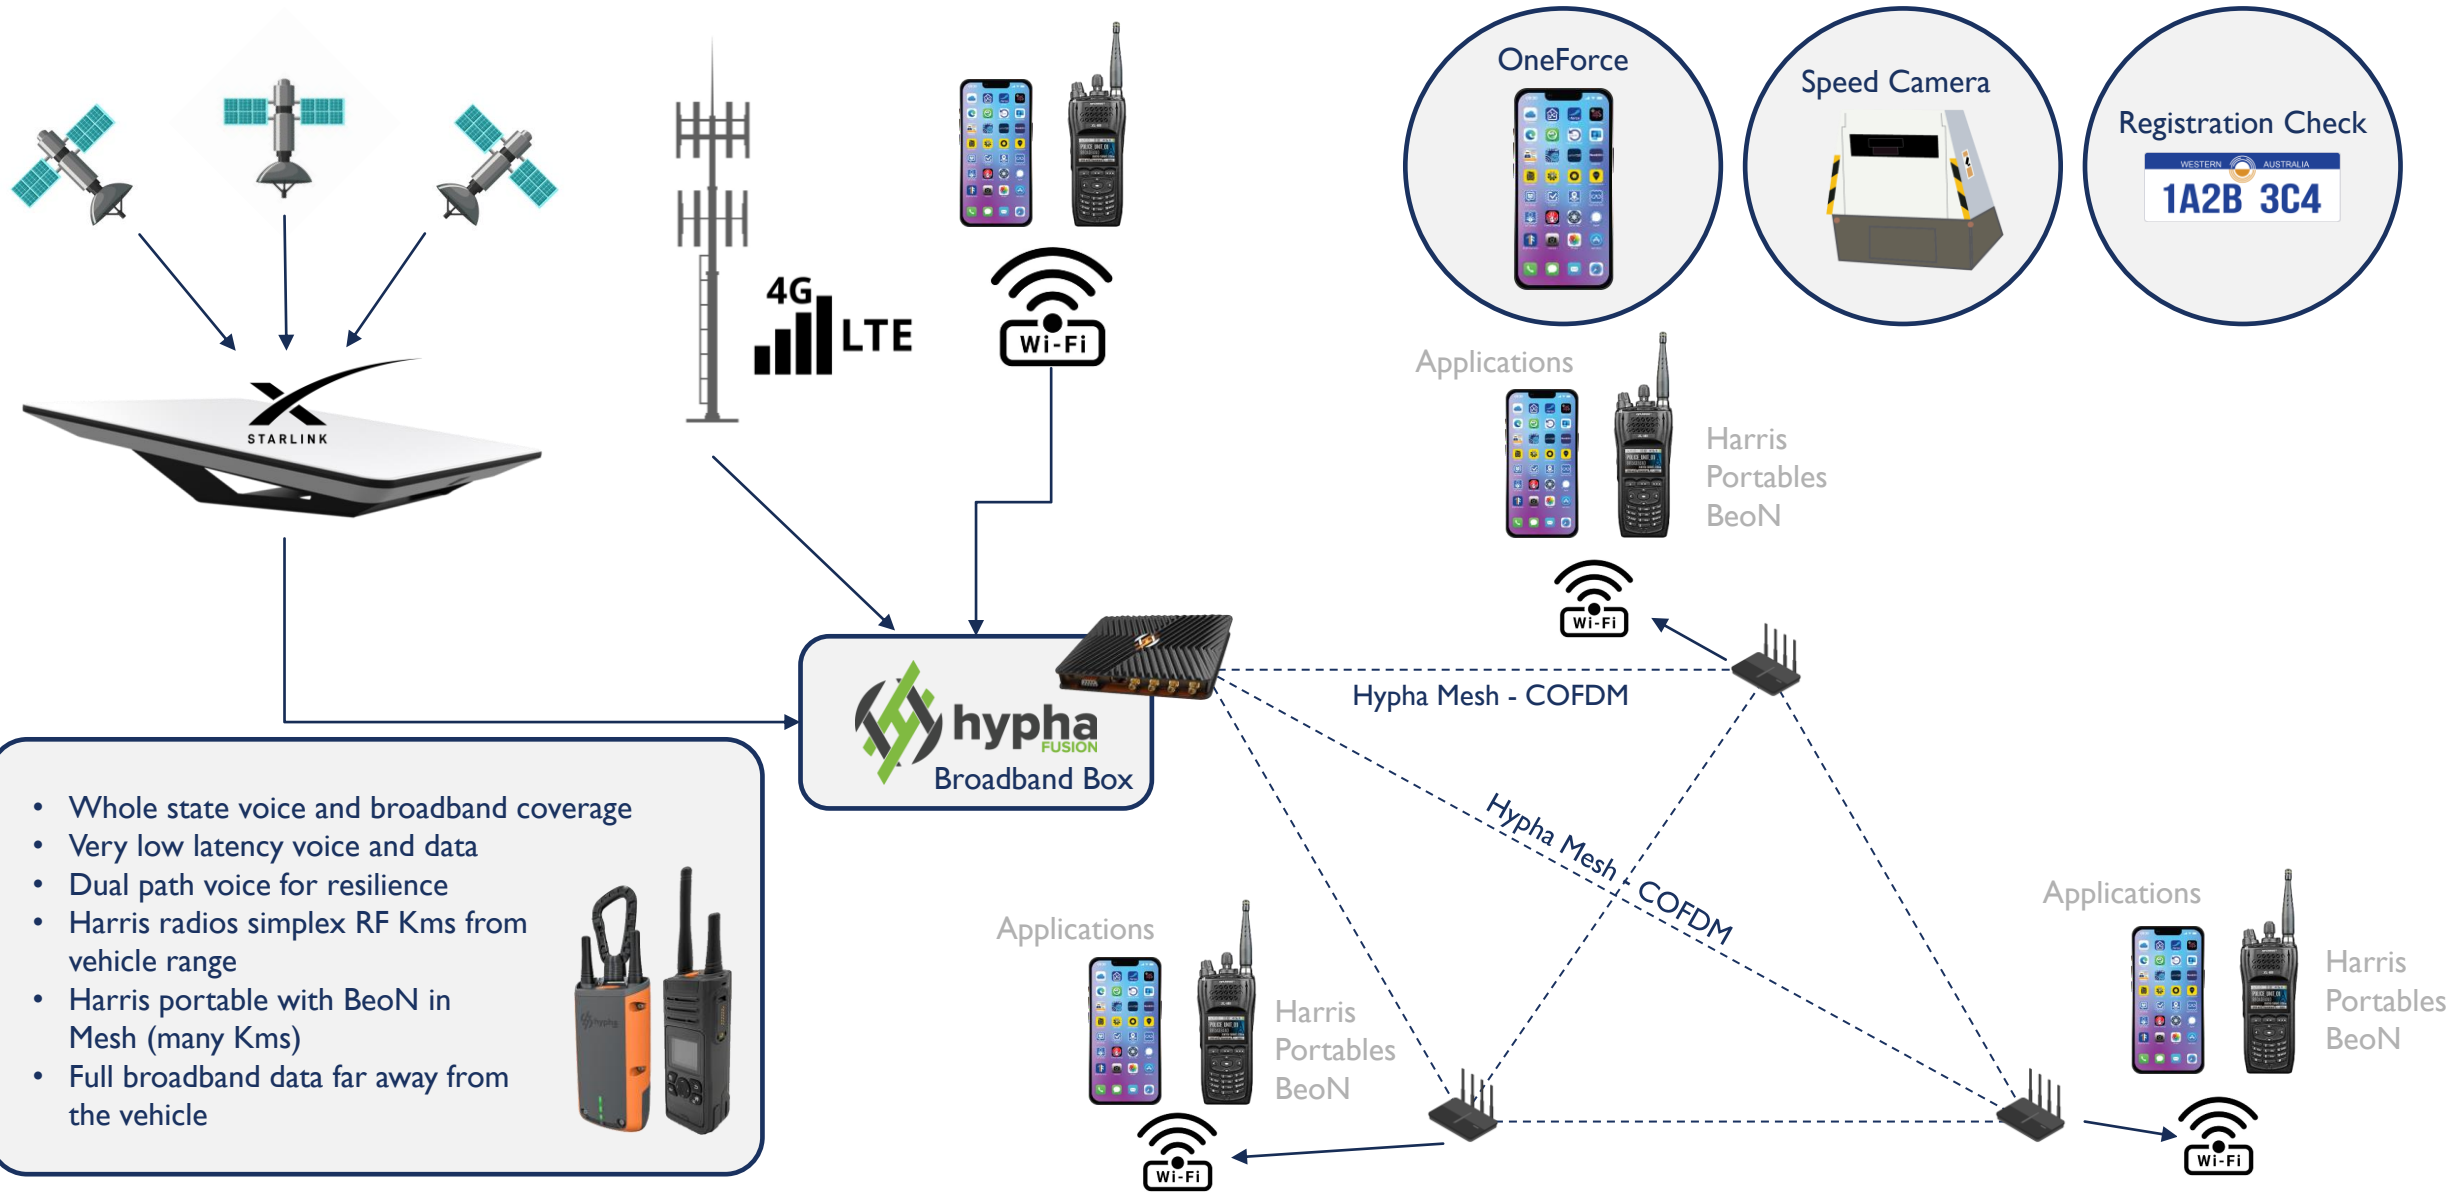 OneForce
Speed Camera
Registration Check
WESTERN AUSTRALIA
1A2B 3C4
4G
LTE
Wi-Fi
STARLINK
Applications
Harris
Portables
BeoN
Wi-Fi
hypha
FUSION
Broadband Box
Hypha Mesh - COFDM
Hypha Mesh - COFDM
• Whole state voice and broadband coverage
• Very low latency voice and data
• Dual path voice for resilience
• Harris radios simplex RF Kms from
vehicle range
• Harris portable with BeoN in
Mesh (many Kms)
• Full broadband data far away from
the vehicle
hypha
Applications
Harris
Portables
BeoN
Wi-Fi
Applications
Harris
Portables
BeoN
Wi-Fi